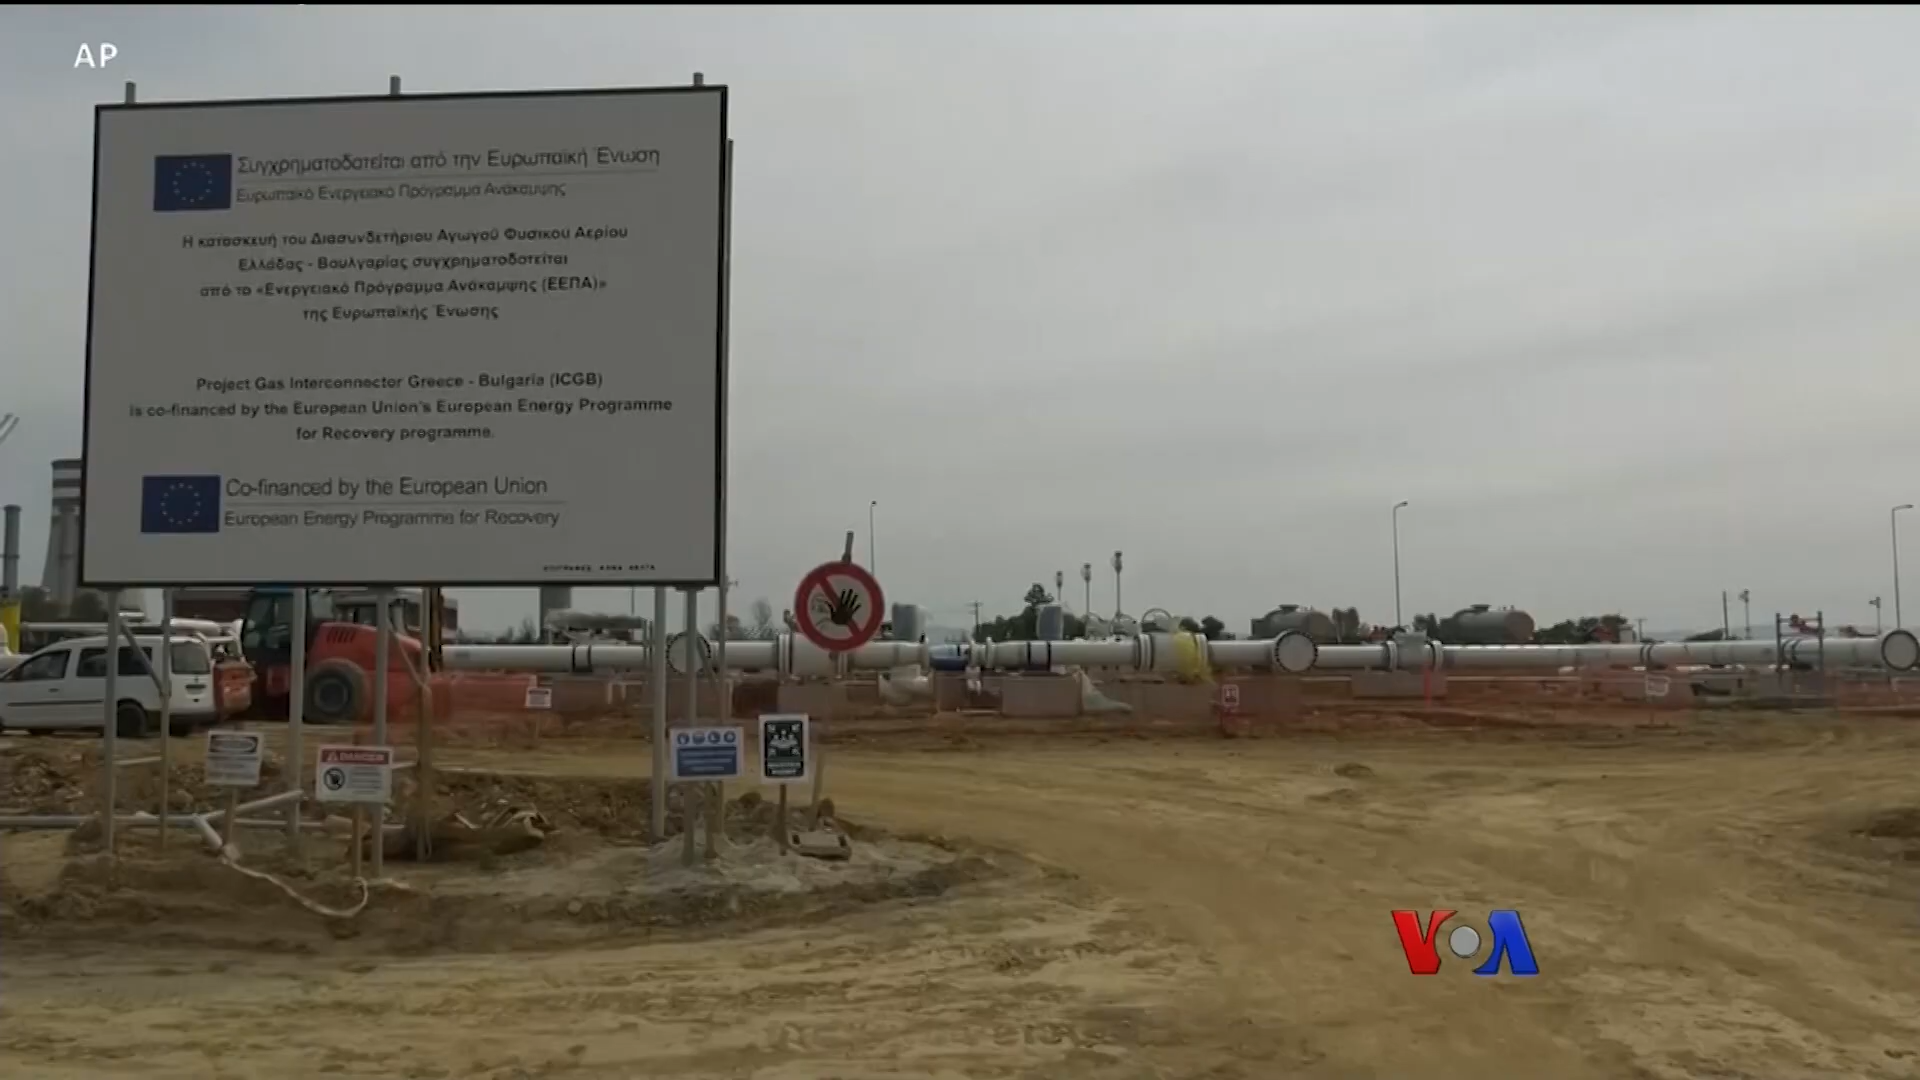 AP
Συγχρηματοδοτείται από την Ευρωπαϊκή Ένωση
Ευρωπαϊκό Ενεργειακό Πρόγραμμα Ανάκαμψης
Η κατασκευή του Διασυνδετήριου Αγωγού Φυσικού Αερίου
Ελλάδας - Βουλγαρίας συγχρηματοδοτείται
από το «Ενεργειακό Πρόγραμμα Ανάκαμψης (ΕΕΠΑ)»
της Ευρωπαϊκής Ένωσης
Project Gas Interconnector Greece - Bulgaria (ICGB)
is co-financed by the European Union's European Energy Programme
for Recovery programme.
Co-financed by the European Union
European Energy Programme for Recovery
DANGER
VOA